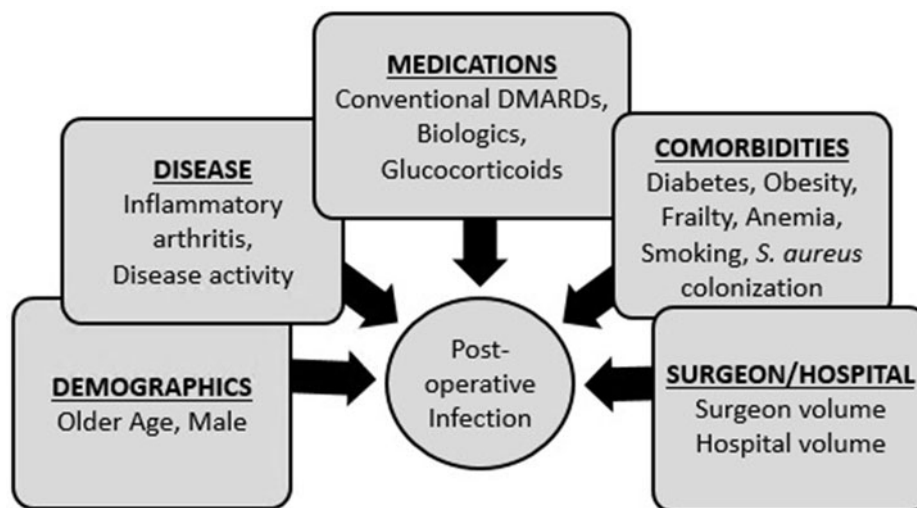 MEDICATIONS
Conventional DMARDs,
Biologics,
Glucocorticoids
DISEASE
Inflammatory
arthritis,
Disease activity
COMORBIDITIES
Diabetes, Obesity,
Frailty, Anemia,
Smoking, S. aureus
colonization
DEMOGRAPHICS
Older Age, Male
Post-
operative
Infection
SURGEON/HOSPITAL
Surgeon volume
Hospital volume